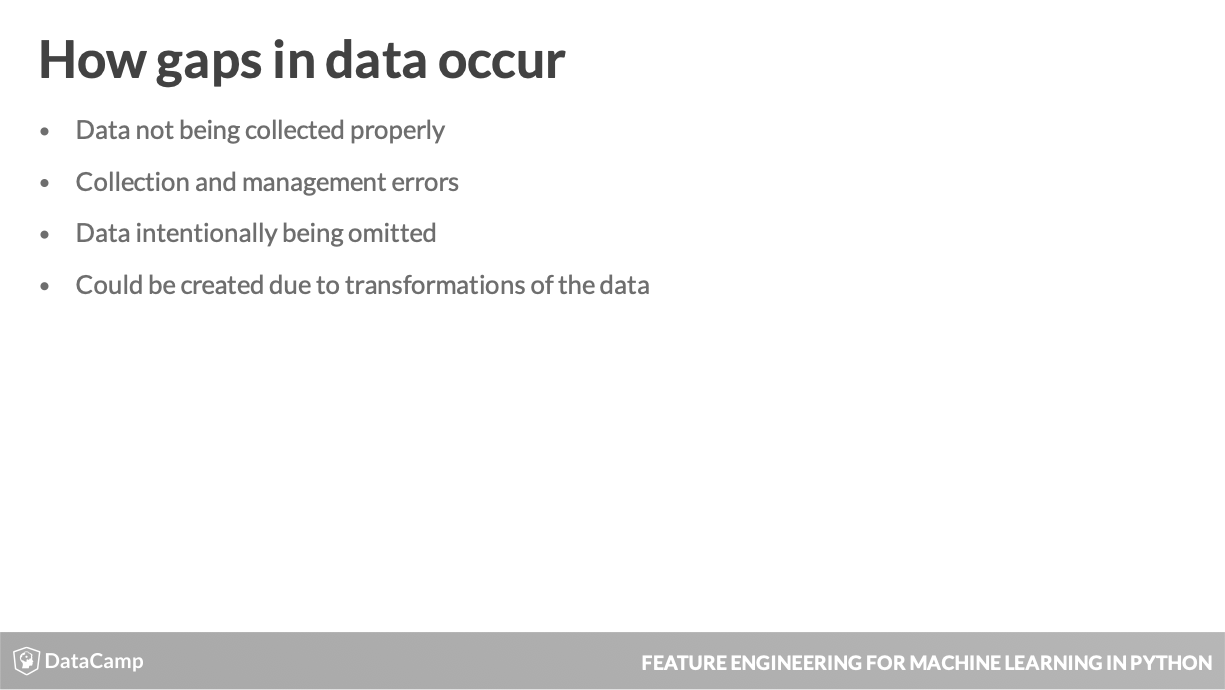 How gaps in data occur
• Data not being collected properly
• Collection and management errors
• Data intentionally being omitted
• Could be created due to transformations of the data
DataCamp
FEATURE ENGINEERING FOR MACHINE LEARNING IN PYTHON